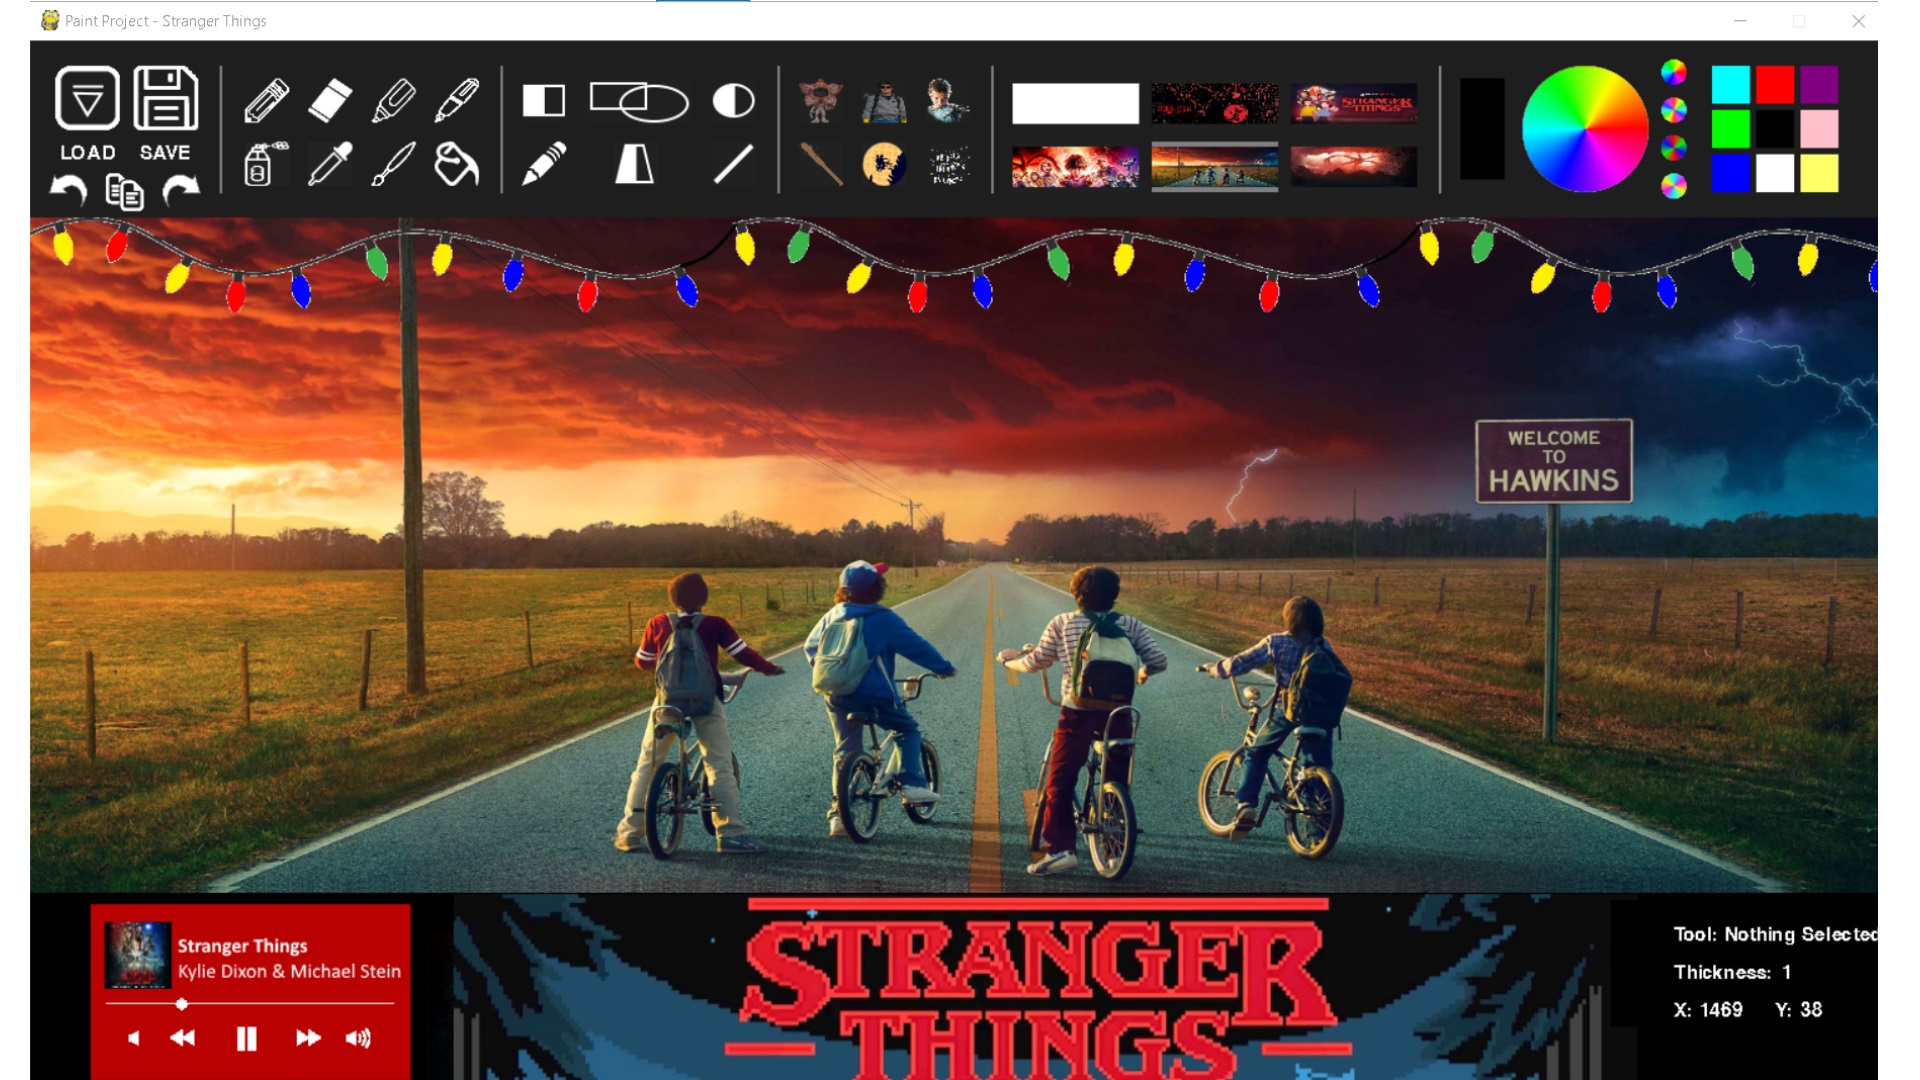 Paint Project - Stranger Things
LOAD SAVE
STRANGER
THINGS
WELCOME
TO
HAWKINS
Stranger Things
Kylie Dixon & Michael Stein
STRANGER
THINGS
Tool: Nothing Selected
Thickness: 1
X: 1469 Y: 38